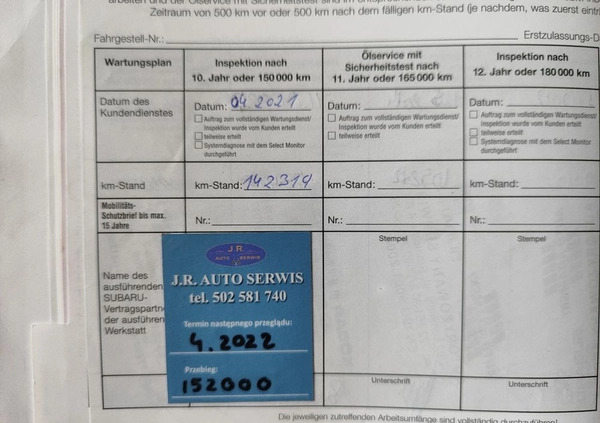 Zeitraum von 500 km vor oder 500 km nach dem fälligen km-Stand (je nachdem, was zuerst
Fahrgestell-Nr.: Erstzulassungs-D
Wartungsplan
Inspektion nach
10. Jahr oder 150 000 km
Ölservice mit
Sicherheitstest nach
11. Jahr oder 165 000 km
Inspektion nach
12. Jahr oder 180 000 km
Datum des
Kundendienstes
Datum: 04.2021
Auftrag zum vollständigen Wartungsdienst/
Inspektion wurde vom Kunden erteilt
teilweise erteilt
Systemdiagnose mit dem Select Monitor
durchgeführt
Datum:
Auftrag zum vollständigen Wartungsdienst/
Inspektion wurde vom Kunden erteilt
teilweise erteilt
Datum:
Auftrag zum vollständigen Wartungsdienst/
Inspektion wurde vom Kunden erteilt
teilweise erteilt
Systemdiagnose mit dem Select Monitor
durchgeführt
km-Stand
km-Stand: 142.319
km-Stand:
km-Stand:
Mobilitäts-
Schutzbrief bis max.
15 Jahre
Nr.:
Nr.:
Nr.:
Name des
ausführenden
SUBARU-
Vertragspartn
der ausführen
Werkstatt
J.R.
AUTO SERWIS
J.R. AUTO SERWIS
tel. 502 581 740
Termin następnego przeglądu:
4.2022
Przebieg:
152000
Stempel
Unterschrift
Stempel
Unterschrift
Die jeweiligen zutreffenden Arbeitsumfänge sind vollständig durchzuführen!